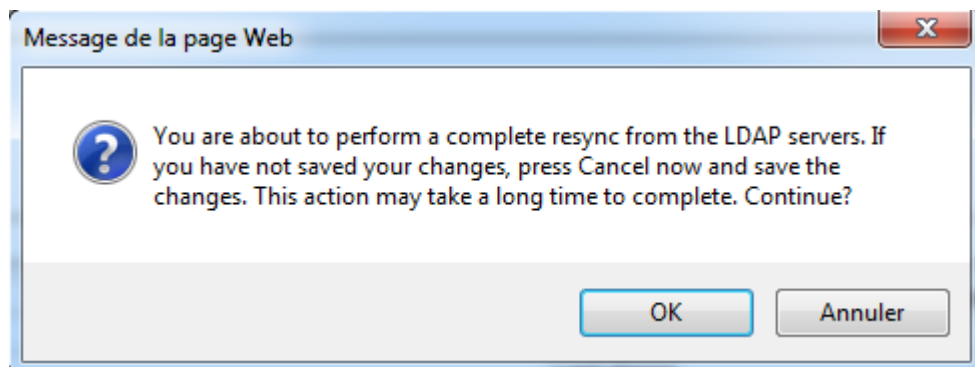 Message de la page Web
You are about to perform a complete resync from the LDAP servers. If
you have not saved your changes, press Cancel now and save the
changes. This action may take a long time to complete. Continue?
OK
Annuler